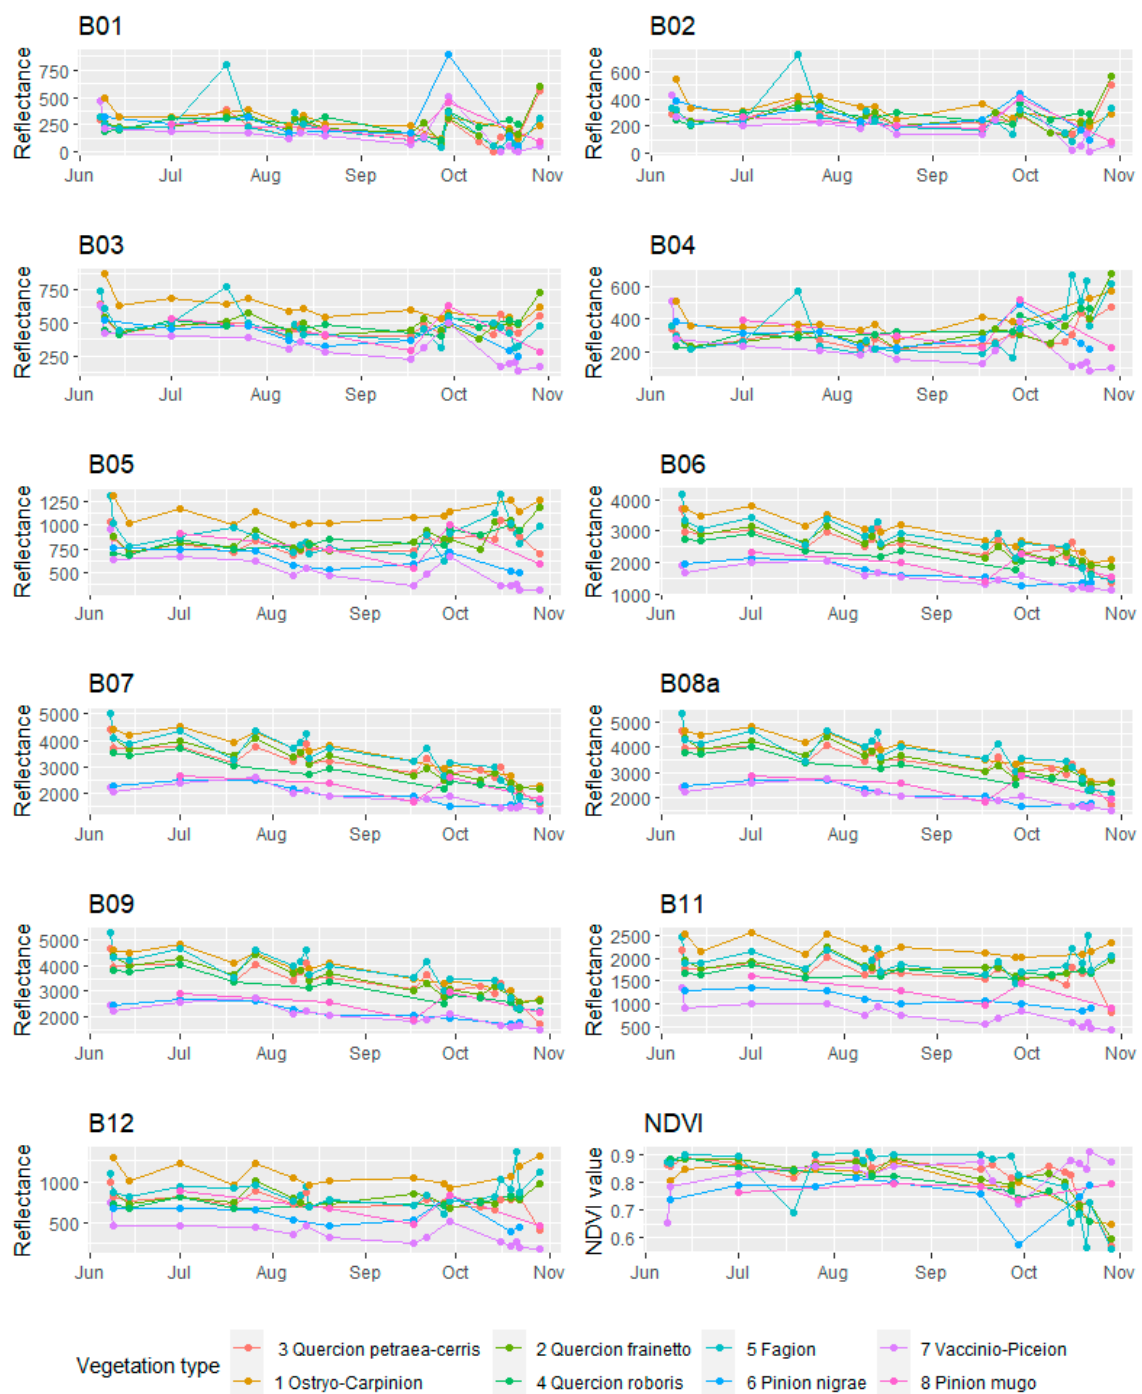 B01 B02
Reflectance
750
500
250
0
Jun Jul Aug Sep Oct Nov
Reflectance
600
400
200
0
Jun Jul Aug Sep Oct Nov
B03 B04
Reflectance
750
500
250
Jun Jul Aug Sep Oct Nov
Reflectance
600
400
200
Jun Jul Aug Sep Oct Nov
B05 B06
Reflectance
1250
1000
750
500
Jun Jul Aug Sep Oct Nov
Reflectance
4000
3000
2000
1000
Jun Jul Aug Sep Oct Nov
B07 B08a
Reflectance
5000
4000
3000
2000
Jun Jul Aug Sep Oct Nov
Reflectance
5000
4000
3000
2000
Jun Jul Aug Sep Oct Nov
B09 B11
Reflectance
5000
4000
3000
2000
Jun Jul Aug Sep Oct Nov
Reflectance
2500
2000
1500
1000
500
Jun Jul Aug Sep Oct Nov
B12 NDVI
Reflectance
1000
500
Jun Jul Aug Sep Oct Nov
NDVI value
0.9
0.8
0.7
0.6
Jun Jul Aug Sep Oct Nov
Vegetation type
3 Quercion petraea-cerris 2 Quercion frainetto 5 Fagion 7 Vaccinio-Piceion
1 Ostryo-Carpinion 4 Quercion roboris 6 Pinion nigrae 8 Pinion mugo